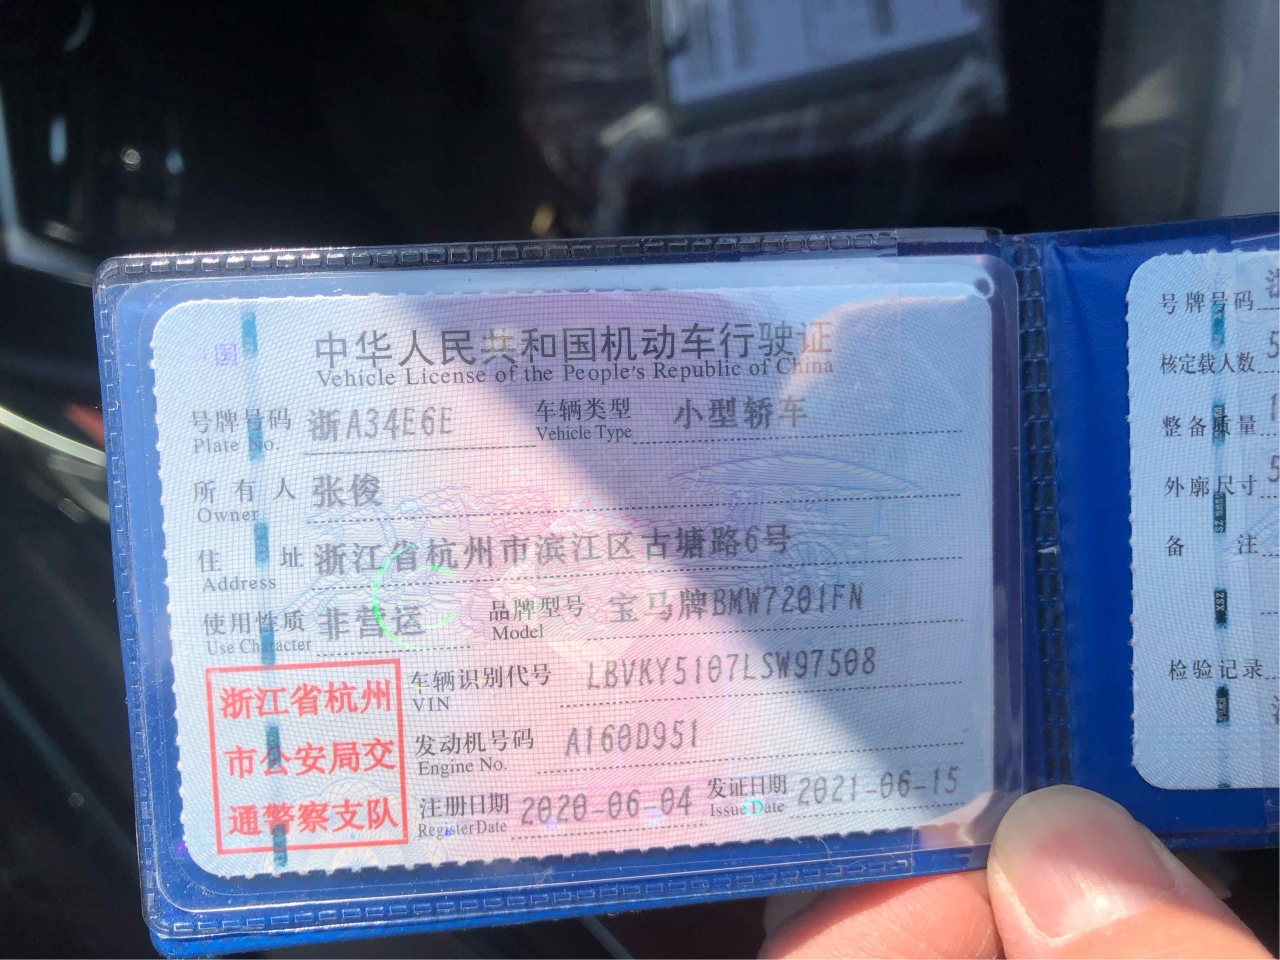 中华人民共和国机动车行驶证
Vehicle License of the People's Republic of China
号牌号码 浙A34E6E 车辆类型 小型轿车
Plate No. Vehicle Type
所有人 张俊
Owner
住址 浙江省杭州市滨江区古塘路6号
Address
使用性质 非营运 品牌型号 宝马牌BMW7201FN
Use Character Model
车辆识别代号 LBVKY5107LSW97508
VIN
发动机号码 A160D951
Engine No.
注册日期 2020-06-04 发证日期 2021-06-15
Register Date Issue Date
浙江省杭州
市公安局交
通警察支队
号牌号码
核定载人数 5
整备质量 1
外廓尺寸 5
备注
检验记录